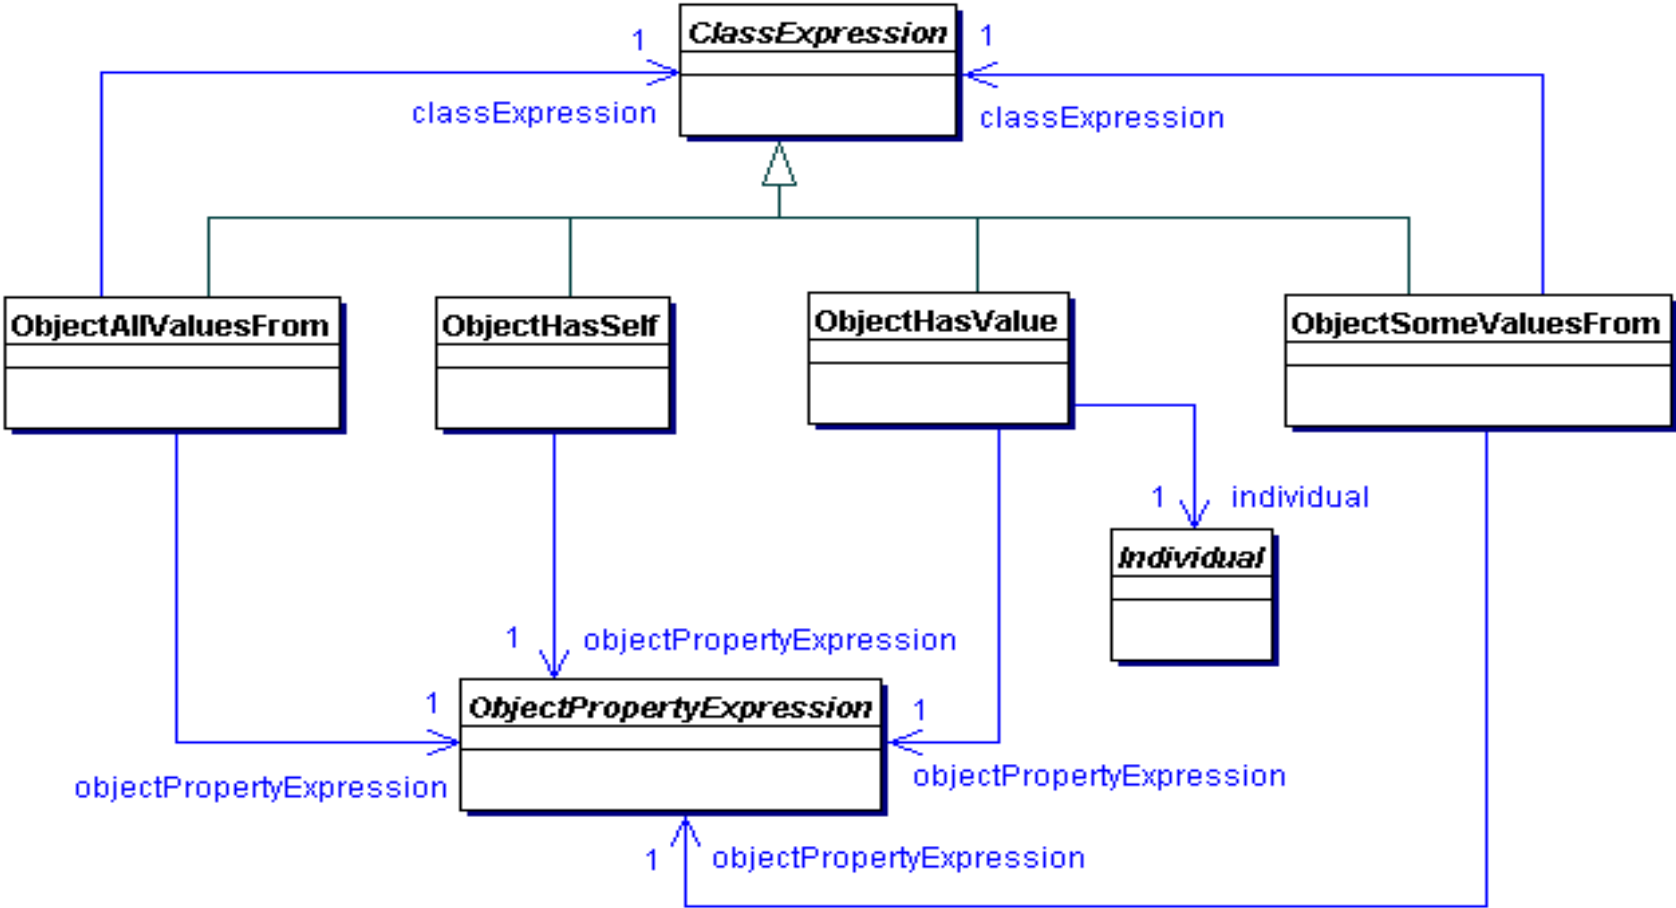 ClassExpression
1
1
classExpression
classExpression
ObjectAllValuesFrom
ObjectHasSelf
ObjectHasValue
ObjectSomeValuesFrom
1
individual
Individual
1
objectPropertyExpression
1
ObjectPropertyExpression
1
objectPropertyExpression
objectPropertyExpression
1
objectPropertyExpression